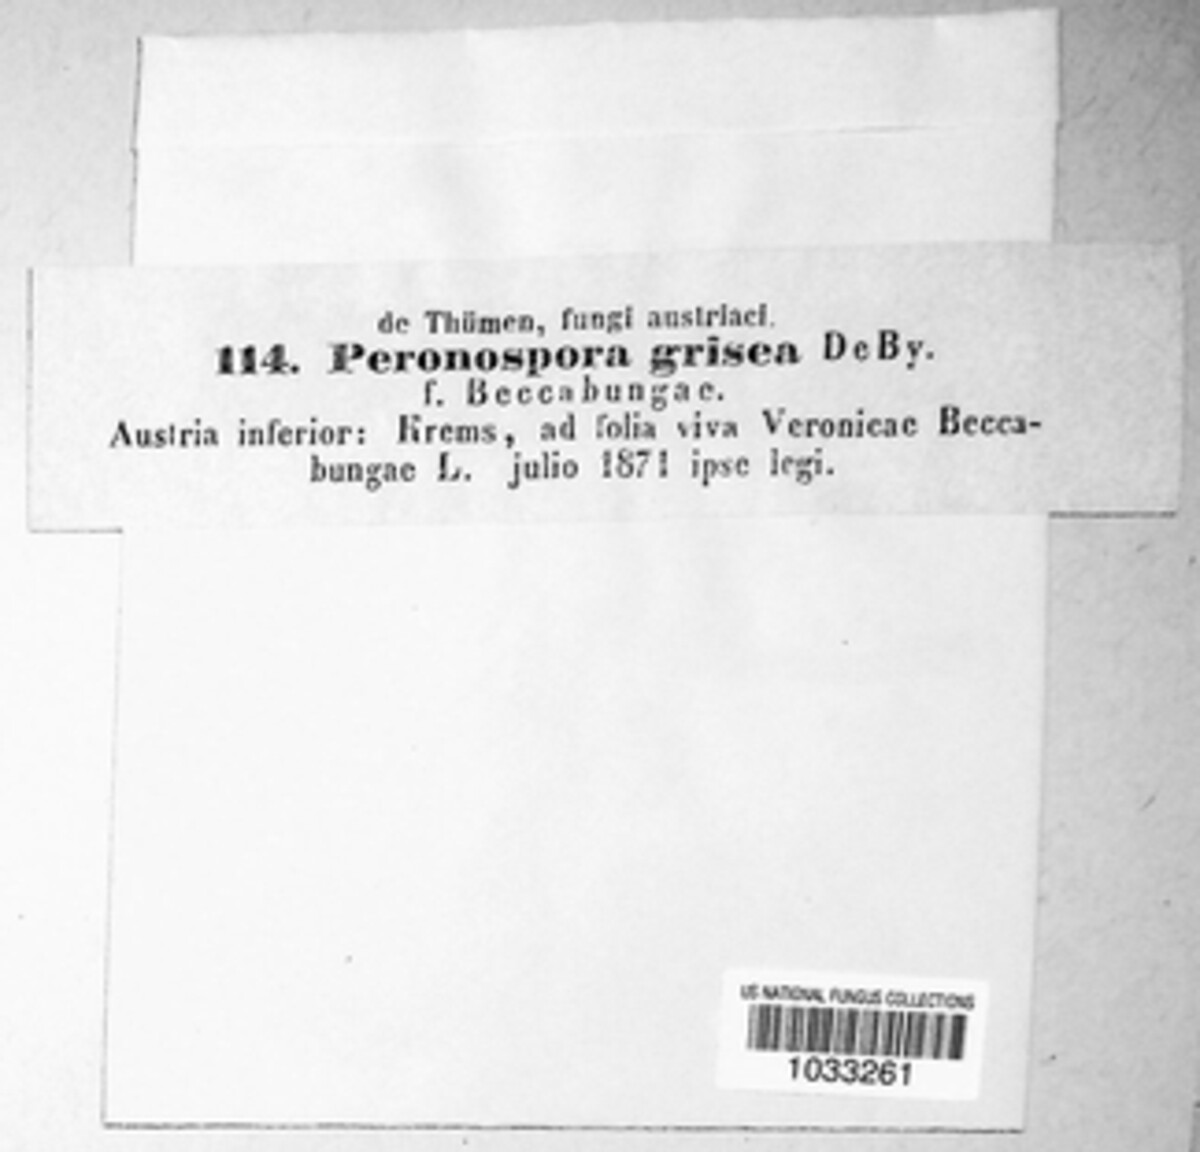 de Thümen, fungi austriaci.
114. Peronospora grisea DeBy.
f. Beccabungae.
Austria inferior: Krems, ad folia viva Veronicae Becca-
bungae L. julio 1871 ipse legi.
US NATIONAL FUNGUS COLLECTIONS
1033261